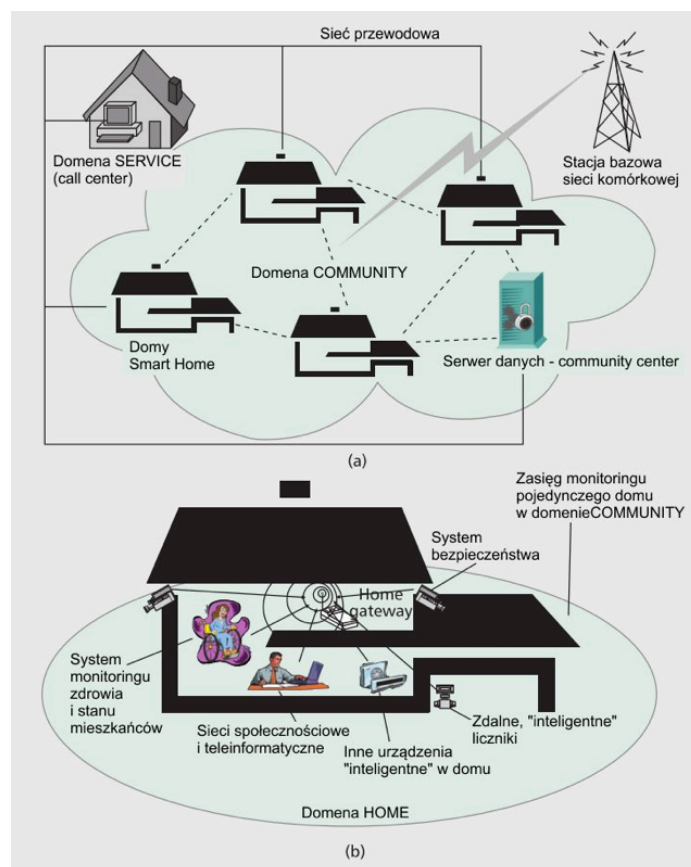 Sieć przewodowa
Domena SERVICE
(call center)
Stacja bazowa
sieci komórkowej
Domena COMMUNITY
Domy
Smart Home
Serwer danych - community center
(a)
Zasięg monitoringu
pojedynczego domu
w domenieCOMMUNITY
System
bezpieczeństwa
Home
gateway
System
monitoringu
zdrowia
i stanu
mieszkańców
Sieci społecznościowe
i teleinformatyczne
Inne urządzenia
"inteligentne" w domu
Zdalne, "inteligentne"
liczniki
Domena HOME
(b)